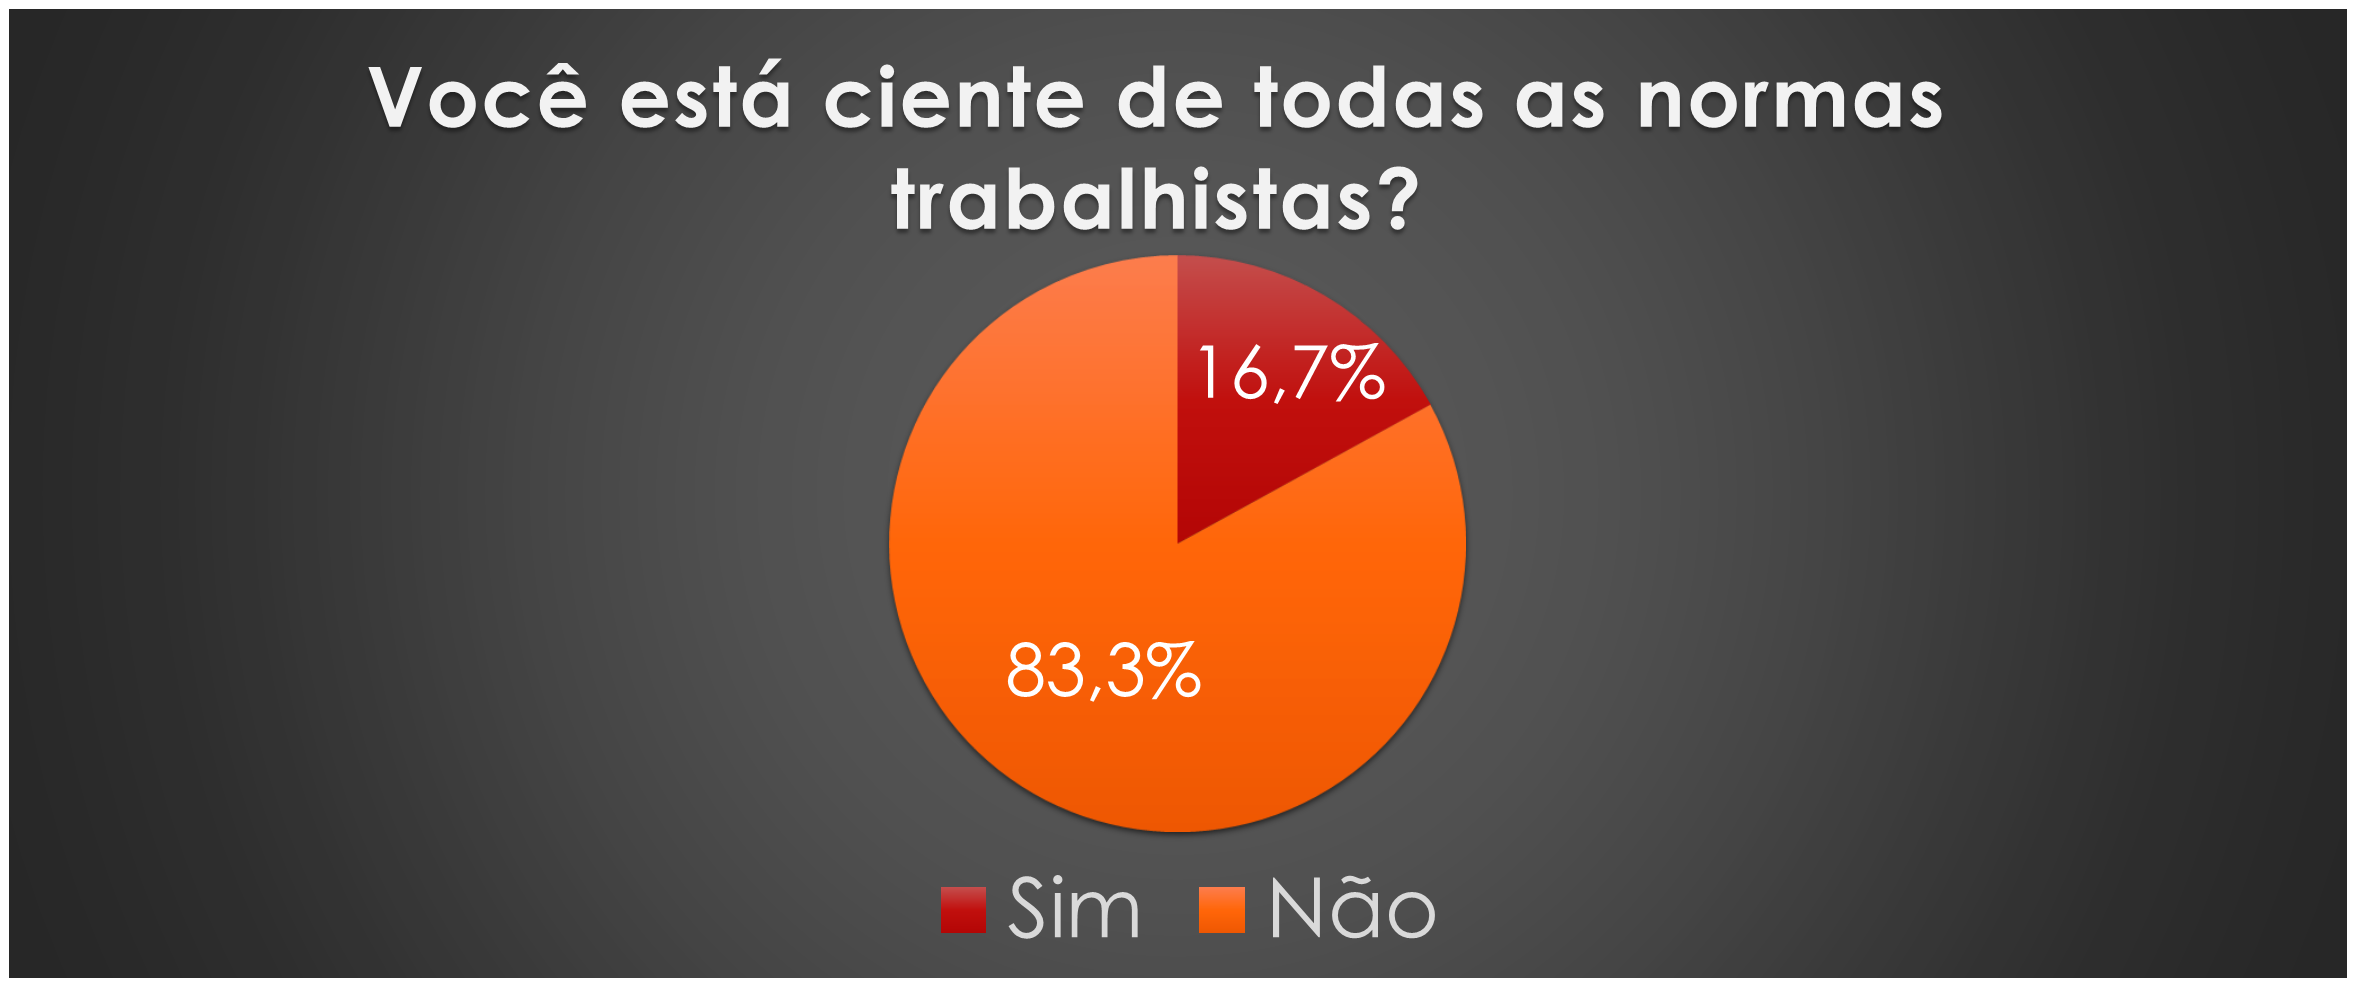 Você está ciente de todas as normas
trabalhistas?
16,7%
83,3%
Sim Não